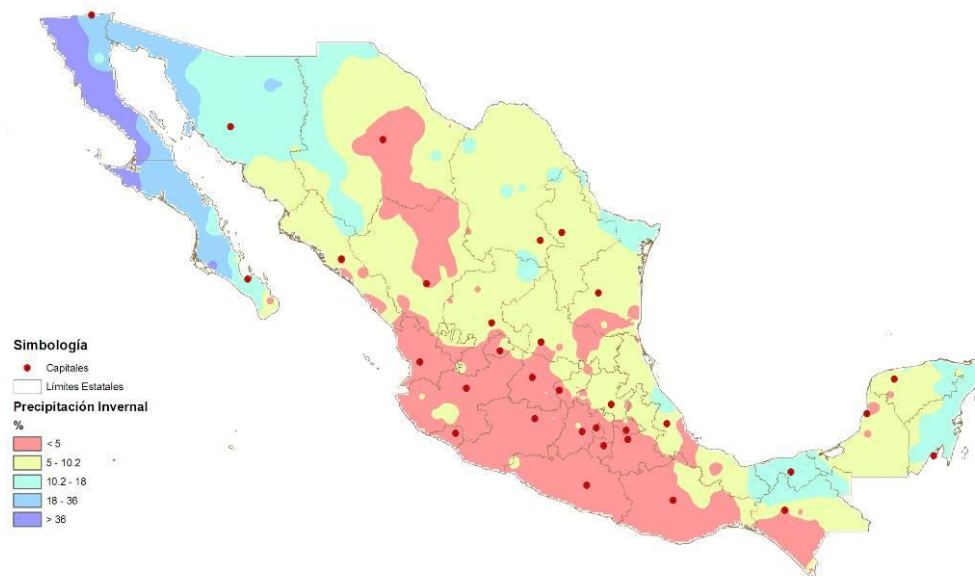 Simbología
Capitales
Límites Estatales
Precipitación Invernal
%
< 5
5 - 10.2
10.2 - 18
18 - 36
> 36